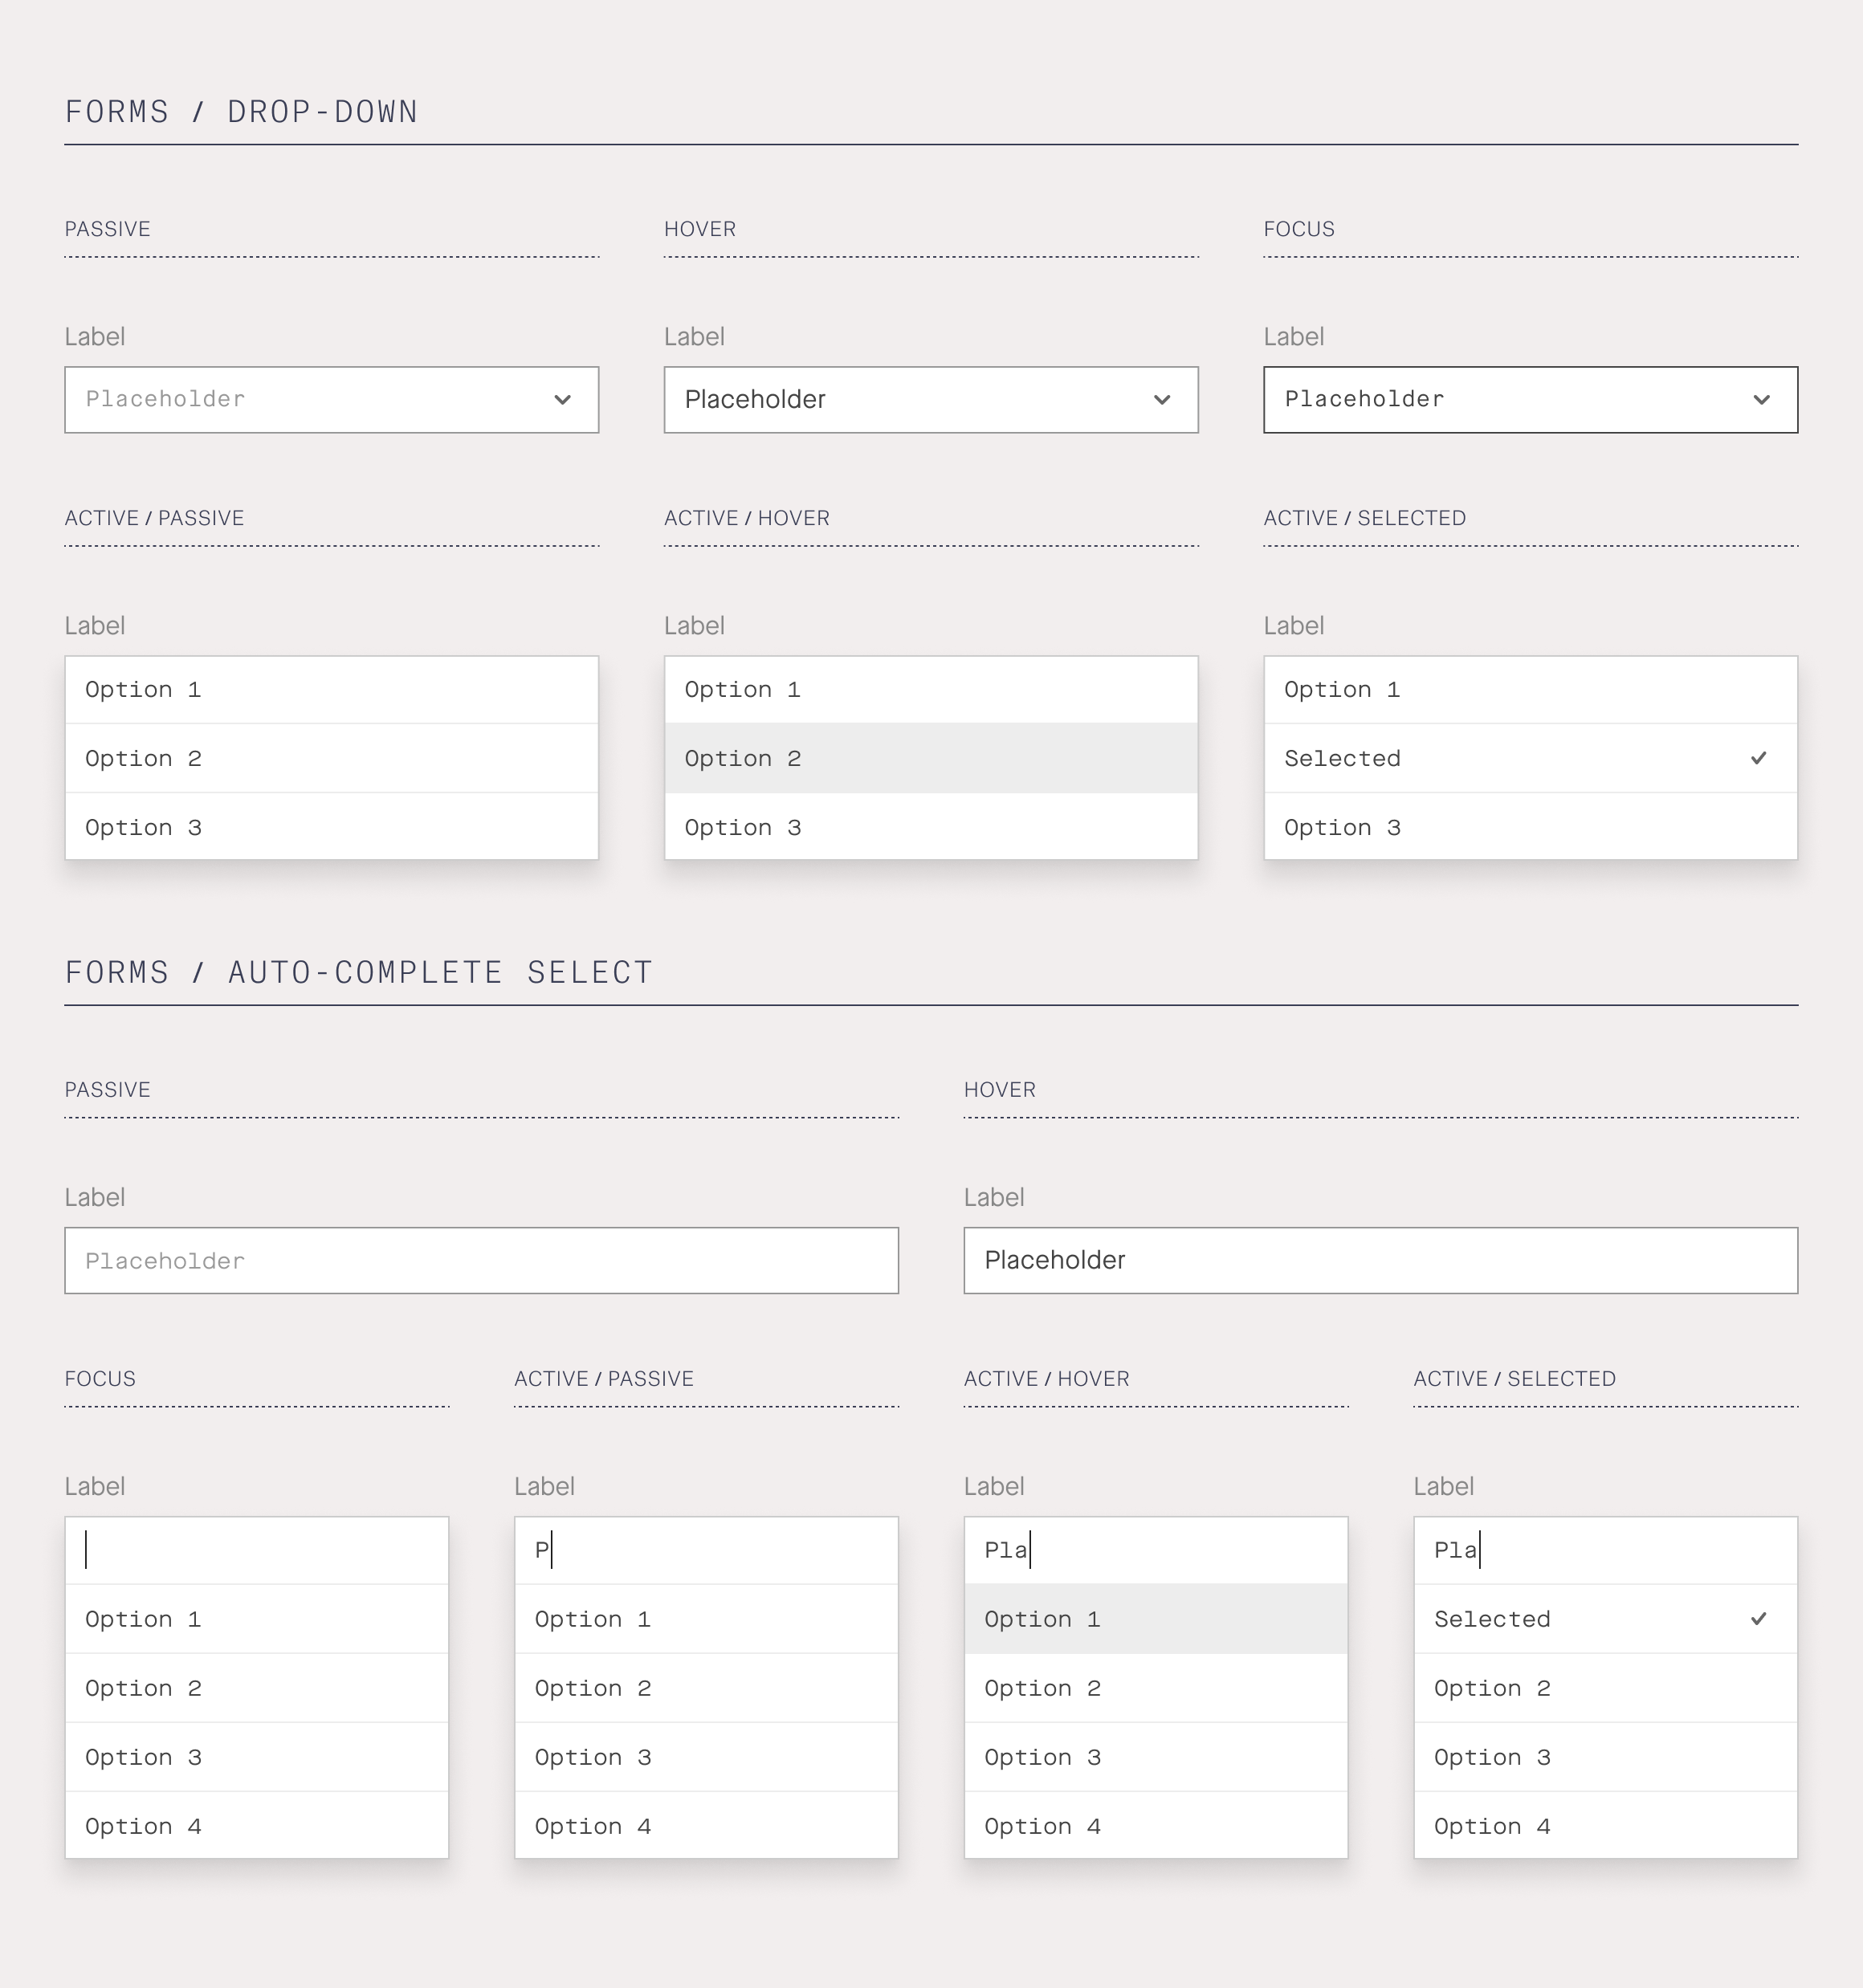 FORMS / DROP-DOWN
PASSIVE
HOVER
FOCUS
Label
Label
Label
Placeholder
Placeholder
Placeholder
ACTIVE / PASSIVE
ACTIVE / HOVER
ACTIVE / SELECTED
Label
Label
Label
Option 1
Option 1
Option 1
Option 2
Option 2
Selected
Option 3
Option 3
Option 3
FORMS / AUTO-COMPLETE SELECT
PASSIVE
HOVER
Label
Label
Placeholder
Placeholder
FOCUS
ACTIVE / PASSIVE
ACTIVE / HOVER
ACTIVE / SELECTED
Label
Label
Label
Label
P
Pla
Pla
Option 1
Option 1
Option 1
Selected
Option 2
Option 2
Option 2
Option 2
Option 3
Option 3
Option 3
Option 3
Option 4
Option 4
Option 4
Option 4